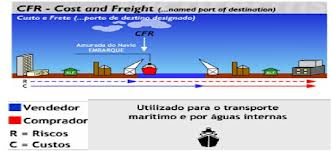 CFR - Cost and Freight (...named port of destination)
Custo e Frete (...porto de destino designado)
CFR
Amurada do Navio
EMBARQUE
R
C
Vendedor
Comprador
R = Riscos
C = Custos
Utilizado para o transporte
marítimo e por águas internas